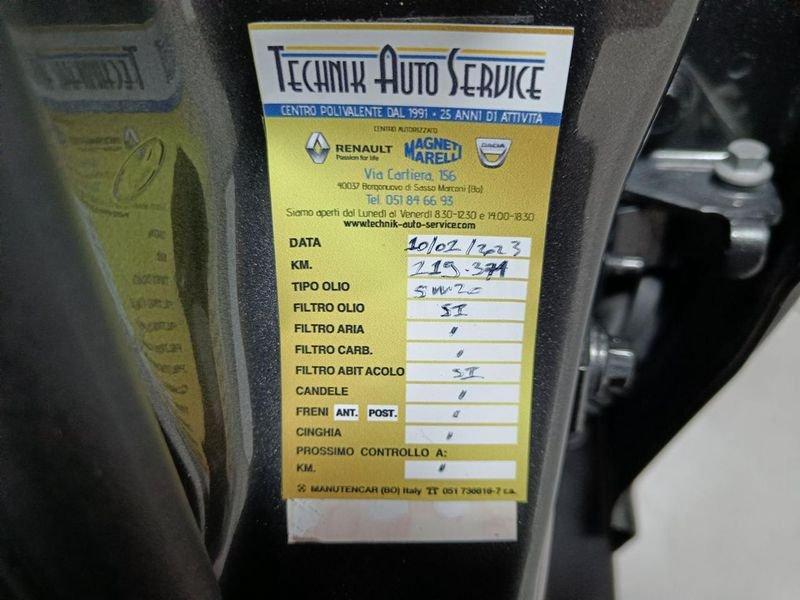 TECHNIK AUTO SERVICE
CENTRO POLIVALENTE DAL 1991 • 25 ANNI DI ATTIVITÀ
CENTRO AUTORIZZATO
RENAULT
Passion for life
MAGNETI
MARELLI
DACIA
Via Cartiera, 156
40037 Borgonuovo di Sasso Marconi (Bo)
Tel. 051 84 66 93
Siamo aperti dal Lunedì al Venerdì 8.30-12.30 e 14.00-18.30
www.technik-auto-service.com
DATA 10/02/2023
KM. 119.371
TIPO OLIO 5W20
FILTRO OLIO SI
FILTRO ARIA "
FILTRO CARB. "
FILTRO ABITACOLO SI
CANDELE "
FRENI ANT. POST. "
CINGHIA "
PROSSIMO CONTROLLO A:
KM. "
MANUTENCAR (BO) Italy